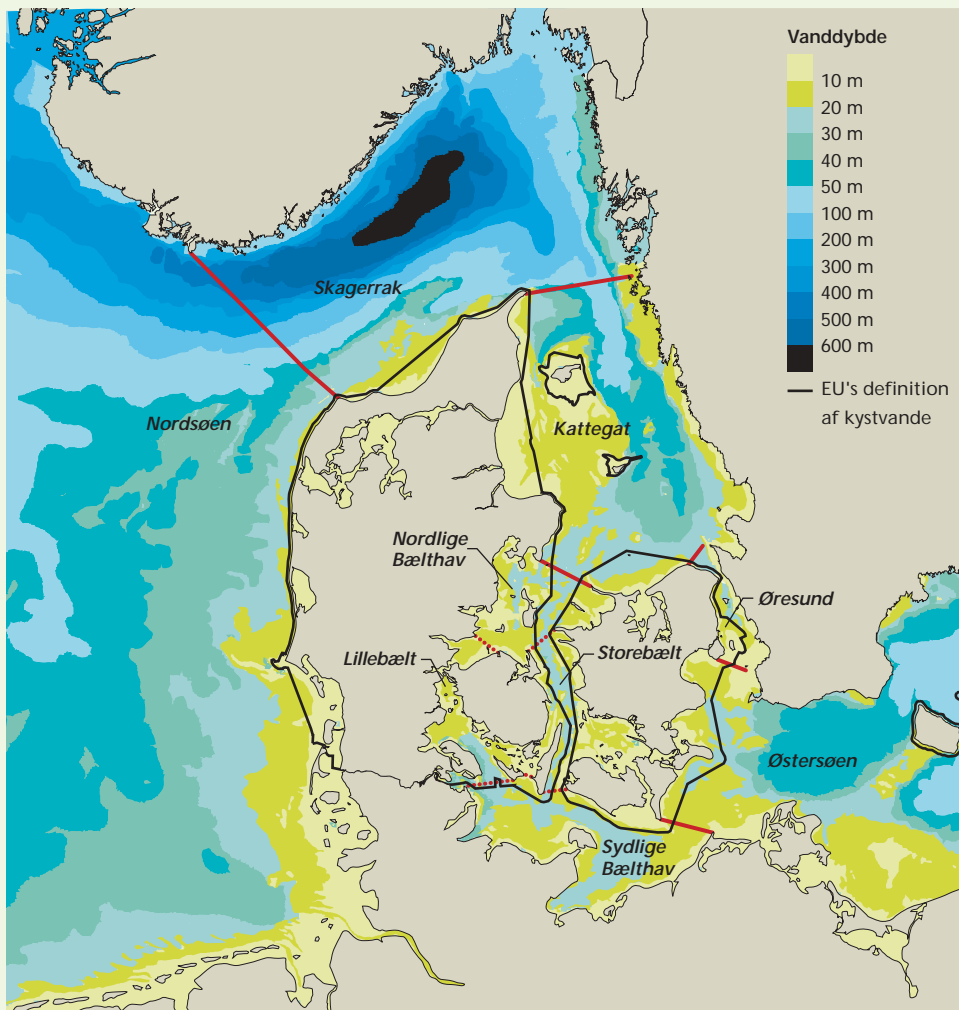 Vanddybde
10 m
20 m
30 m
40 m
50 m
100 m
200 m
300 m
400 m
500 m
600 m
EU's definition
af kystvande
Skagerrak
Nordsøen
Kattegat
Nordlige
Bælthav
Øresund
Lillebælt
Storebælt
Østersøen
Sydlige
Bælthav